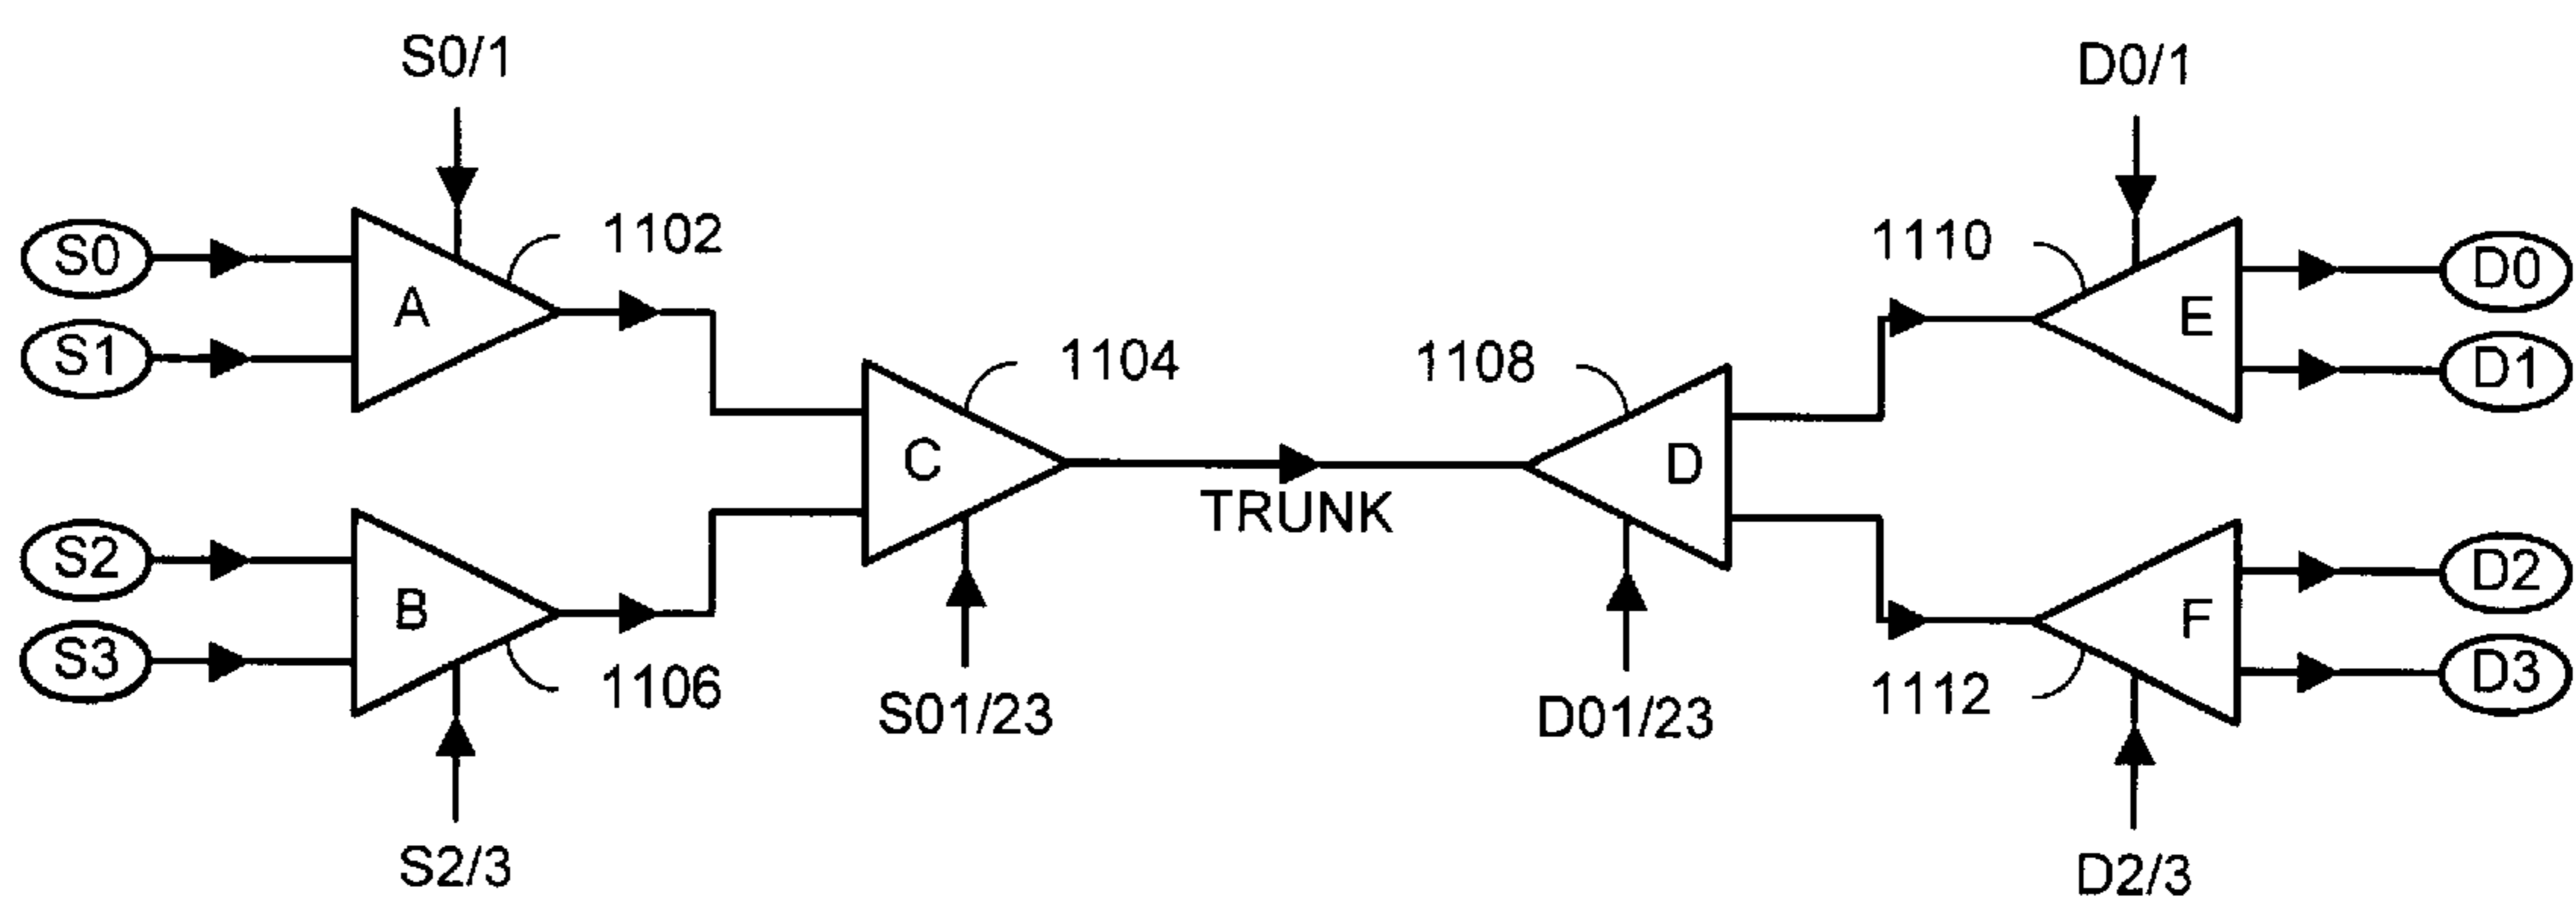 S0/1
D0/1
S0
A
1102
1110
E
D0
S1
D1
C
1104
1108
D
TRUNK
S2
B
1106
S01/23
D01/23
1112
F
D2
S3
D3
S2/3
D2/3